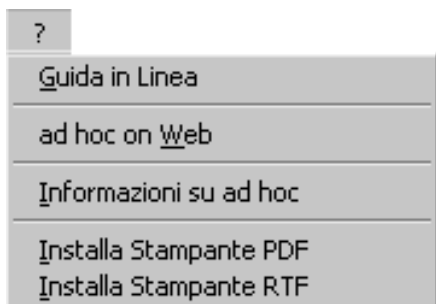 ?
Guida in Linea
ad hoc on Web
Informazioni su ad hoc
Installa Stampante PDF
Installa Stampante RTF